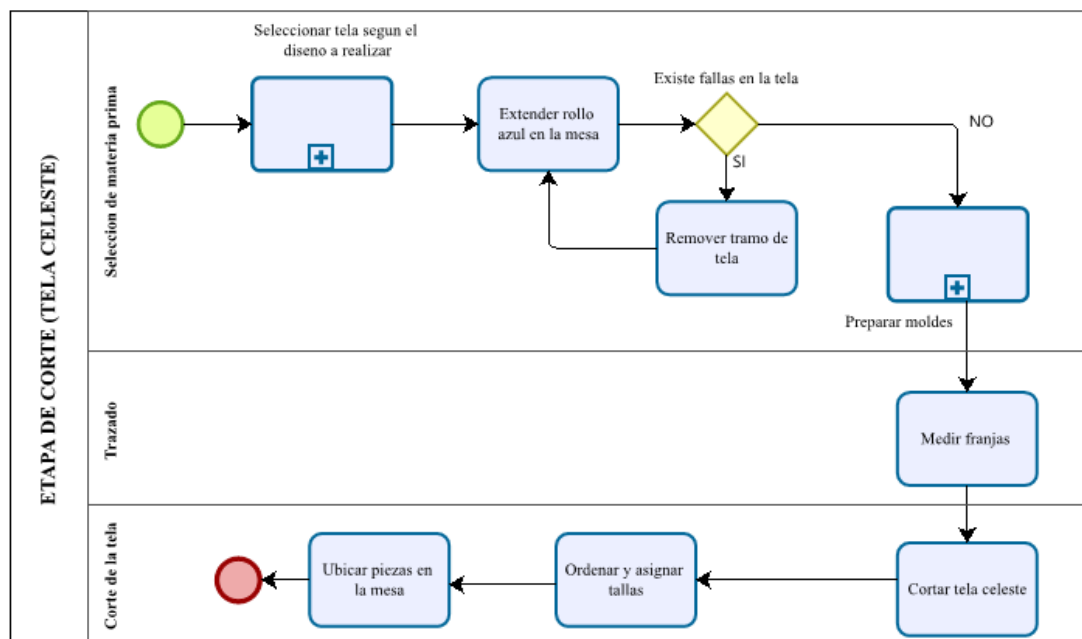 ETAPA DE CORTE (TELA CELESTE)
Seleccion de materia prima
Seleccionar tela segun el
diseno a realizar
Extender rollo
azul en la mesa
Existe fallas en la tela
NO
SI
Remover tramo de
tela
Preparar moldes
Trazado
Medir franjas
Corte de la tela
Cortar tela celeste
Ordenar y asignar
tallas
Ubicar piezas en
la mesa